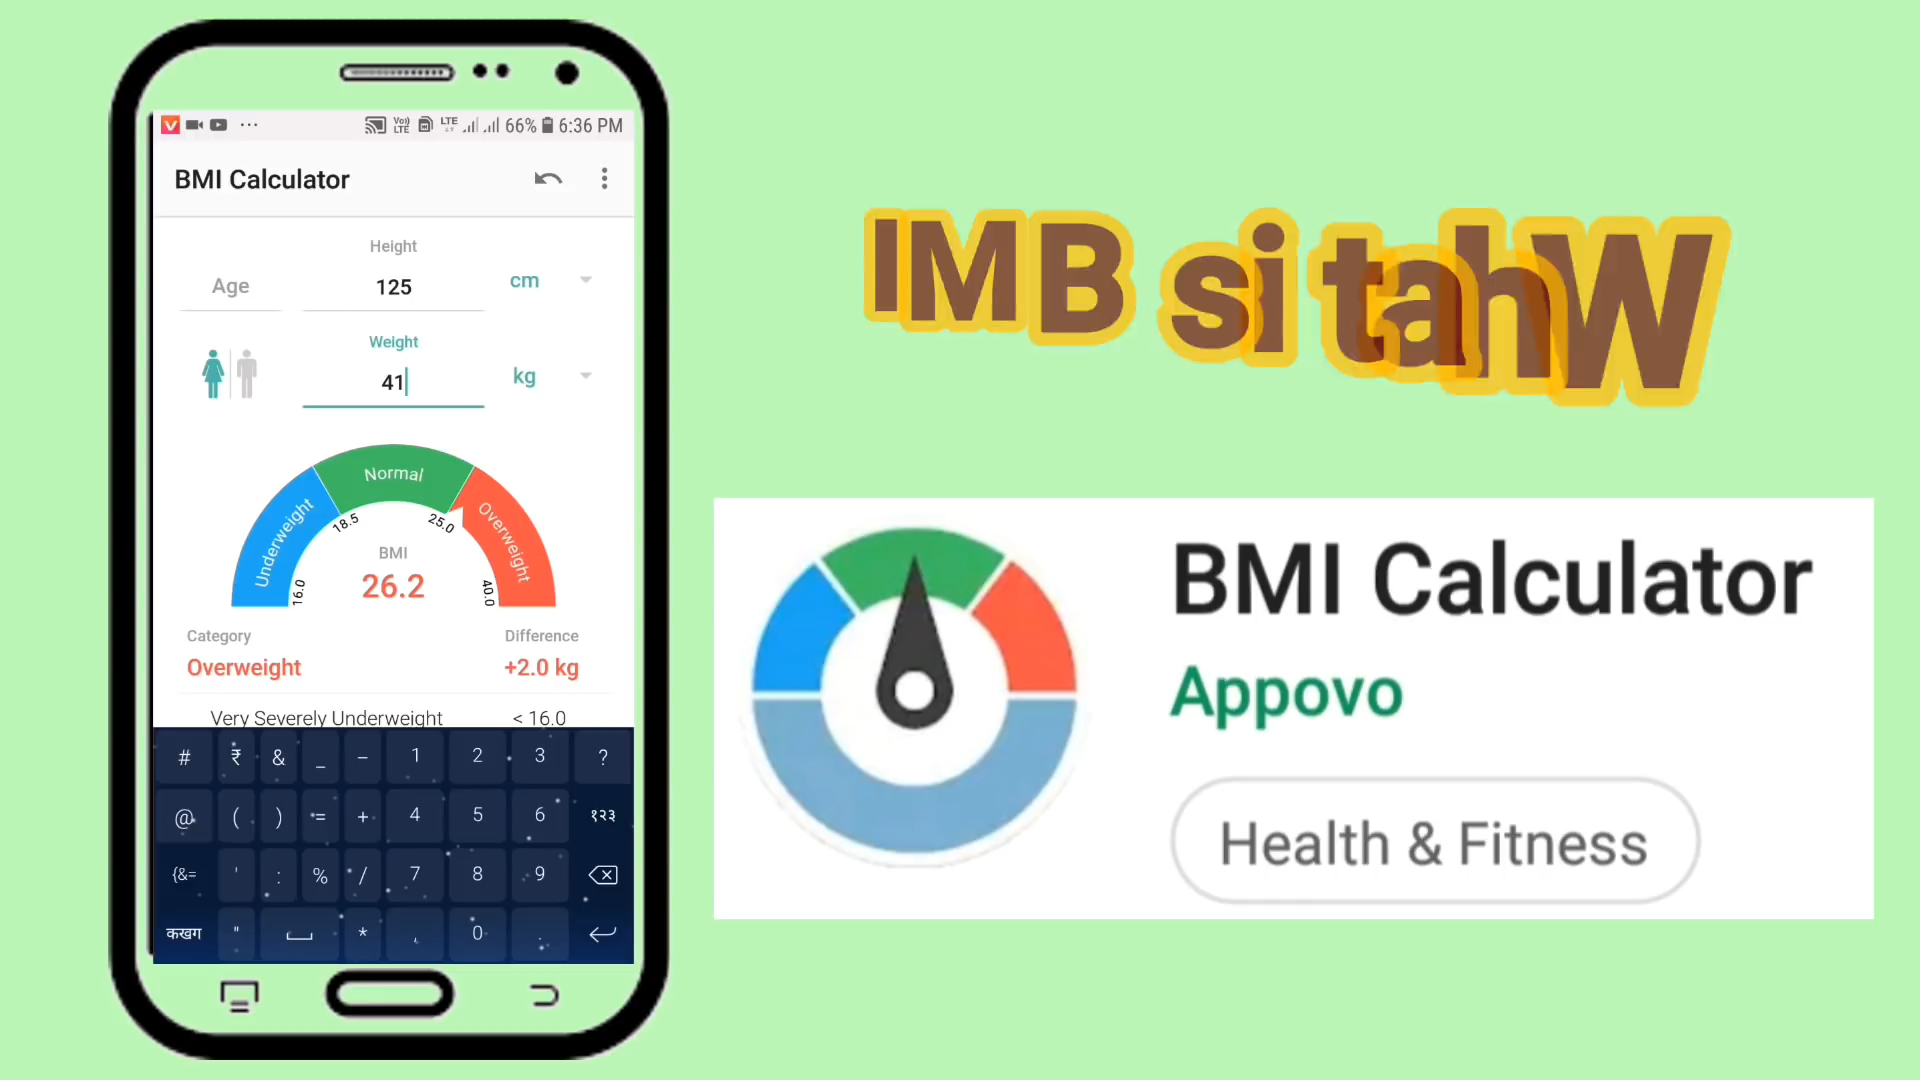 VoLTE LTE 66% 6:36 PM
BMI Calculator
Height
Age 125 cm
Weight
41 kg
Underweight Normal Overweight
16.0 18.5 25.0 40.0
BMI
26.2
Category Difference
Overweight +2.0 kg
Very Severely Underweight < 16.0
# ₹ & _ – 1 2 3 ?
@ ( ) = + 4 5 6 १२३
{&= ' : % / 7 8 9
कखग " * , 0 .
IMB si tahW
BMI Calculator
Appovo
Health & Fitness